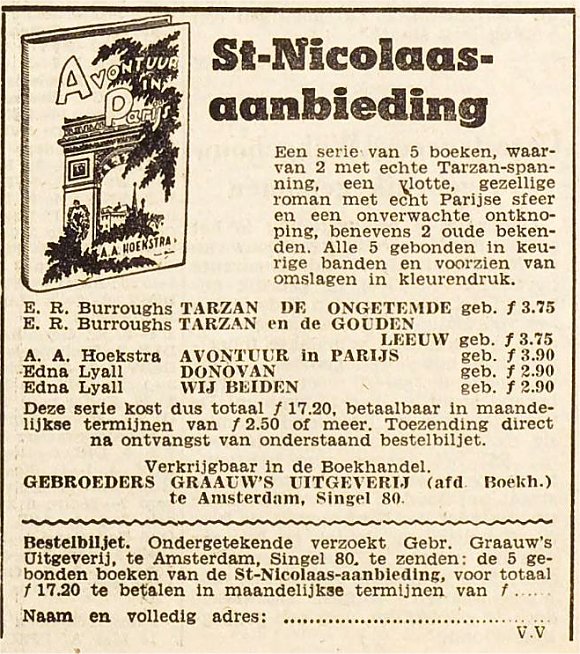 AVONTUUR
IN
PARIJS
A.A. HOEKSTRA
St-Nicolaas-
aanbieding
Een serie van 5 boeken, waar-
van 2 met echte Tarzan-span-
ning, een vlotte, gezellige
roman met echt Parijse sfeer
en een onverwachte ontkno-
ping, benevens 2 oude beken-
den. Alle 5 gebonden in keu-
rige banden en voorzien van
omslagen in kleurendruk.
E. R. Burroughs TARZAN DE ONGETEMDE geb. ƒ 3.75
E. R. Burroughs TARZAN en de GOUDEN
LEEUW geb. ƒ 3.75
A. A. Hoekstra AVONTUUR in PARIJS geb. ƒ 3.90
Edna Lyall DONOVAN geb. ƒ 2.90
Edna Lyall WIJ BEIDEN geb. ƒ 2.90
Deze serie kost dus totaal ƒ 17.20, betaalbaar in maande-
lijkse termijnen van ƒ 2.50 of meer. Toezending direct
na ontvangst van onderstaand bestelbiljet.
Verkrijgbaar in de Boekhandel.
GEBROEDERS GRAAUW'S UITGEVERIJ (afd. Boekh.)
te Amsterdam, Singel 80.
Bestelbiljet. Ondergetekende verzoekt Gebr. Graauw's
Uitgeverij, te Amsterdam, Singel 80, te zenden: de 5 ge-
bonden boeken van de St-Nicolaas-aanbieding, voor totaal
ƒ 17.20 te betalen in maandelijkse termijnen van ƒ ......
Naam en volledig adres: ........................................
V.V